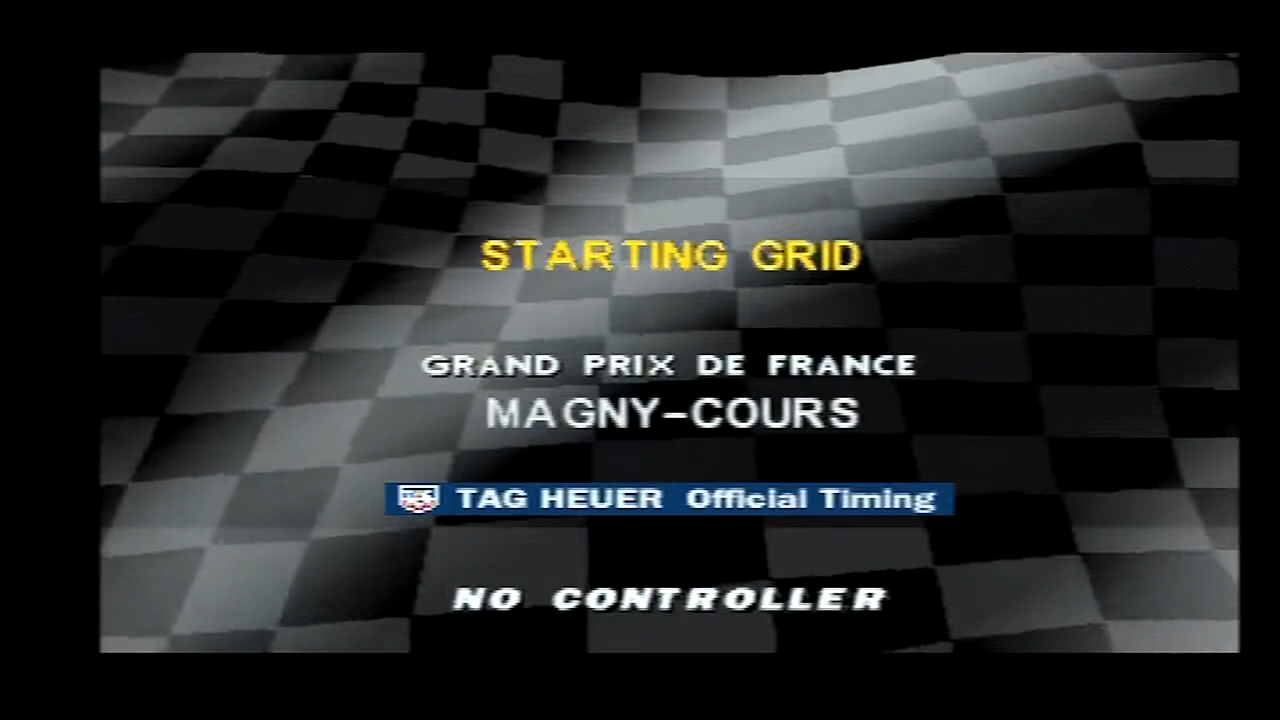 STARTING GRID
GRAND PRIX DE FRANCE
MAGNY-COURS
TAG HEUER Official Timing
NO CONTROLLER